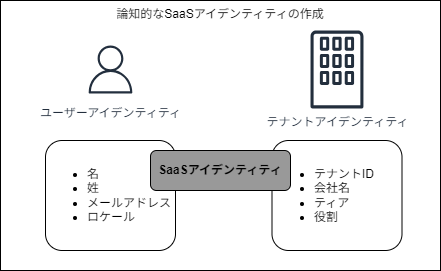 論知的なSaaSアイデンティティの作成
ユーザーアイデンティティ
テナントアイデンティティ
SaaSアイデンティティ
名
姓
メールアドレス
ロケール
テナントID
会社名
ティア
役割